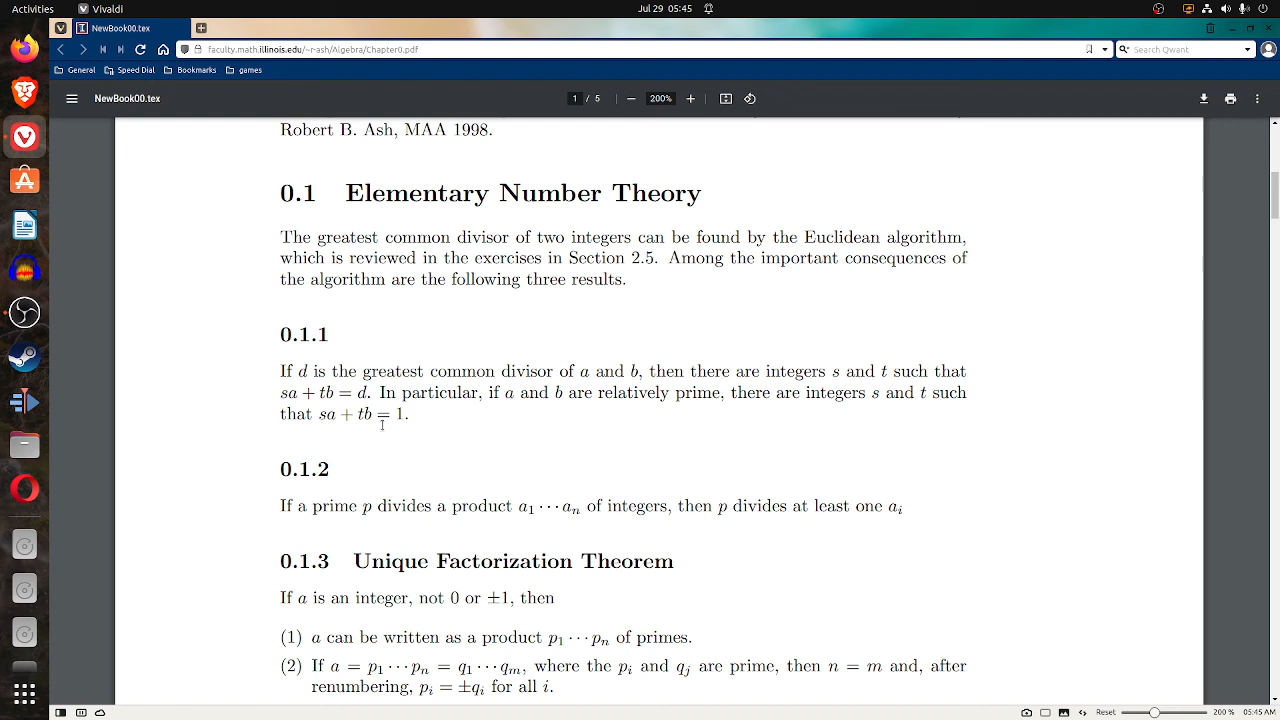 Activities
Vivaldi
Jul 29 05:45
NewBook00.tex
faculty.math.illinois.edu/~r-ash/Algebra/Chapter0.pdf
Search Qwant
General
Speed Dial
Bookmarks
games
NewBook00.tex
1 / 5
200%
Robert B. Ash, MAA 1998.
0.1 Elementary Number Theory
The greatest common divisor of two integers can be found by the Euclidean algorithm,
which is reviewed in the exercises in Section 2.5. Among the important consequences of
the algorithm are the following three results.
0.1.1
If d is the greatest common divisor of a and b, then there are integers s and t such that
sa + tb = d. In particular, if a and b are relatively prime, there are integers s and t such
that sa + tb = 1.
0.1.2
If a prime p divides a product a₁ ⋯ aₙ of integers, then p divides at least one aᵢ
0.1.3 Unique Factorization Theorem
If a is an integer, not 0 or ±1, then
(1) a can be written as a product p₁ ⋯ pₙ of primes.
(2) If a = p₁ ⋯ pₙ = q₁ ⋯ qₘ, where the pᵢ and qⱼ are prime, then n = m and, after
renumbering, pᵢ = ±qᵢ for all i.
Reset
200 %
05:45 AM